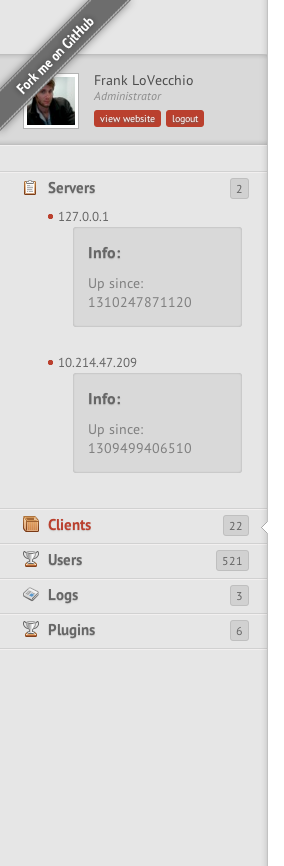 Fork me on GitHub
Frank LoVecchio
Administrator
view website logout
Servers 2
127.0.0.1
Info:
Up since:
1310247871120
10.214.47.209
Info:
Up since:
1309499406510
Clients 22
Users 521
Logs 3
Plugins 6